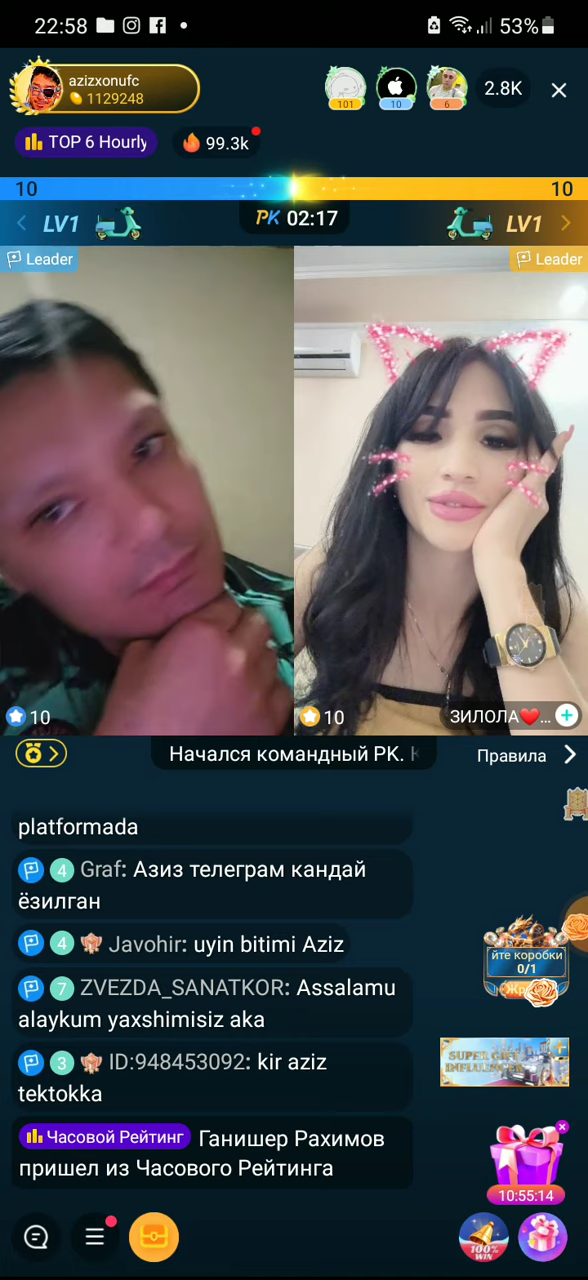 22:58
53%
azizxonufc
1129248
101
10
6
2.8K
TOP 6 Hourly
99.3k
10
10
LV1
PK 02:17
LV1
Leader
Leader
10
10
ЗИЛОЛА❤️...
Начался командный PK.
Правила
platformada
4 Graf: Азиз телеграм кандай
ёзилган
4 Javohir: uyin bitimi Aziz
7 ZVEZDA_SANATKOR: Assalamu
alaykum yaxshimisiz aka
3 ID:948453092: kir aziz
tektokka
Часовой Рейтинг Ганишер Рахимов
пришел из Часового Рейтинга
йте коробки
0/1
SUPER GIFT
INFLUENCER
10:55:14
100%
WIN